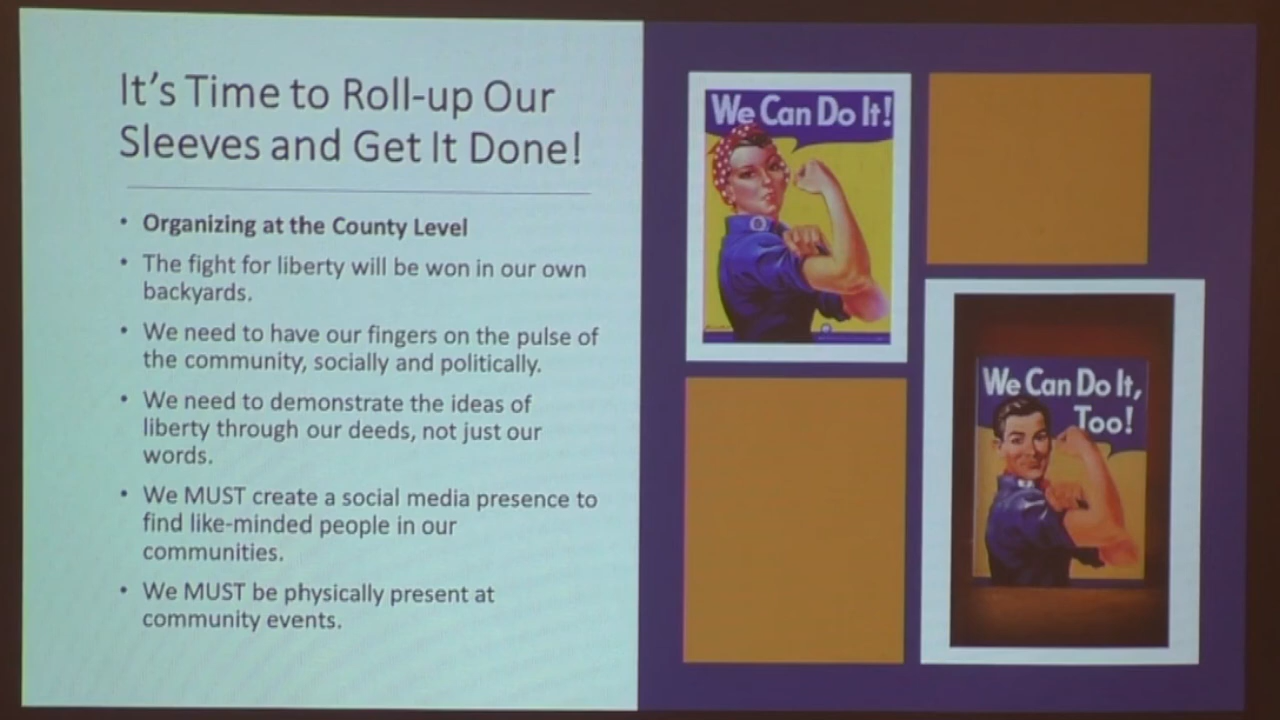 It's Time to Roll-up Our
Sleeves and Get It Done!
• Organizing at the County Level
• The fight for liberty will be won in our own
backyards.
• We need to have our fingers on the pulse of
the community, socially and politically.
• We need to demonstrate the ideas of
liberty through our deeds, not just our
words.
• We MUST create a social media presence to
find like-minded people in our
communities.
• We MUST be physically present at
community events.
We Can Do It!
We Can Do It,
Too!